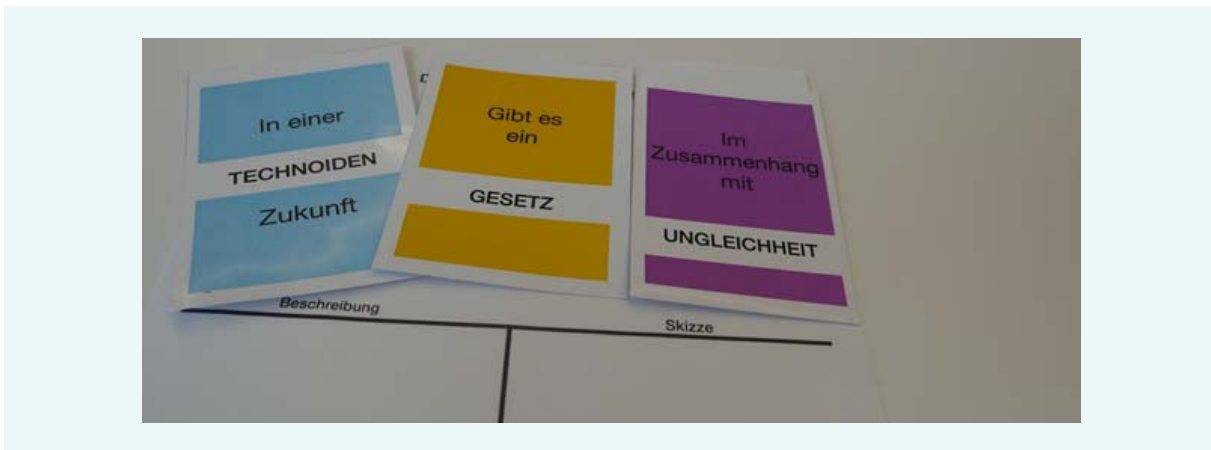 In einer
TECHNOIDEN
Zukunft
Gibt es
ein
GESETZ
Im
Zusammenhang
mit
UNGLEICHHEIT
Beschreibung
Skizze